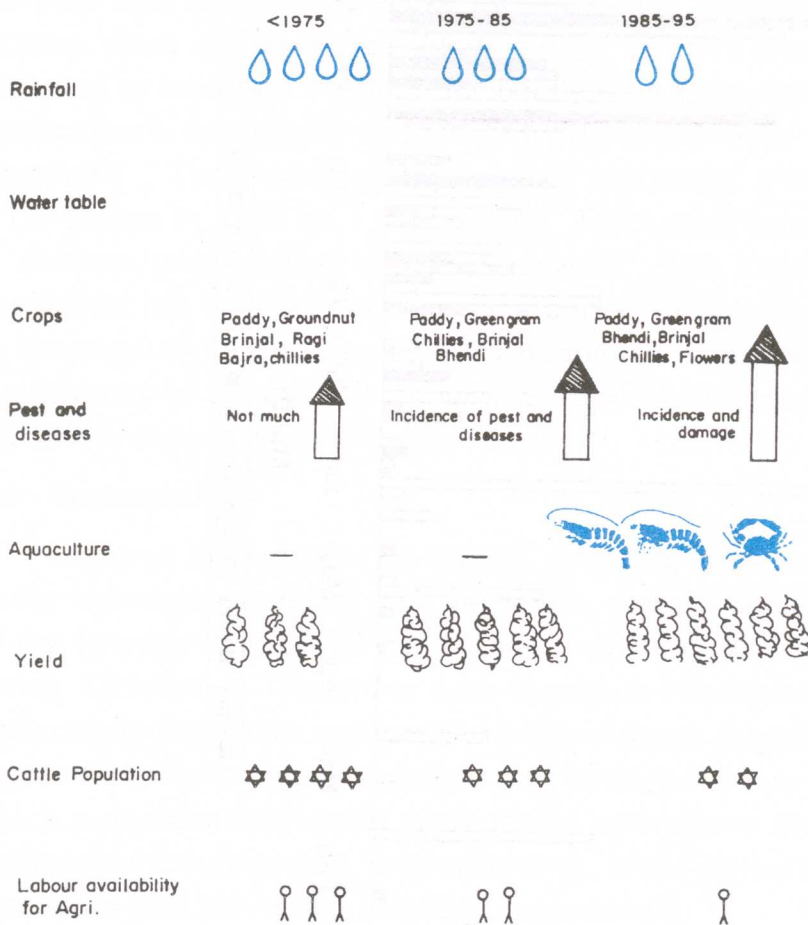 <1975 1975-85 1985-95
Rainfall
Water table
Crops
Paddy, Groundnut
Brinjal, Ragi
Bajra, chillies
Paddy, Greengram
Chillies, Brinjal
Bhendi
Paddy, Greengram
Bhendi, Brinjal
Chillies, Flowers
Pest and
diseases
Not much
Incidence of pest and
diseases
Incidence and
damage
Aquaculture — —
Yield
Cattle Population
Labour availability
for Agri.